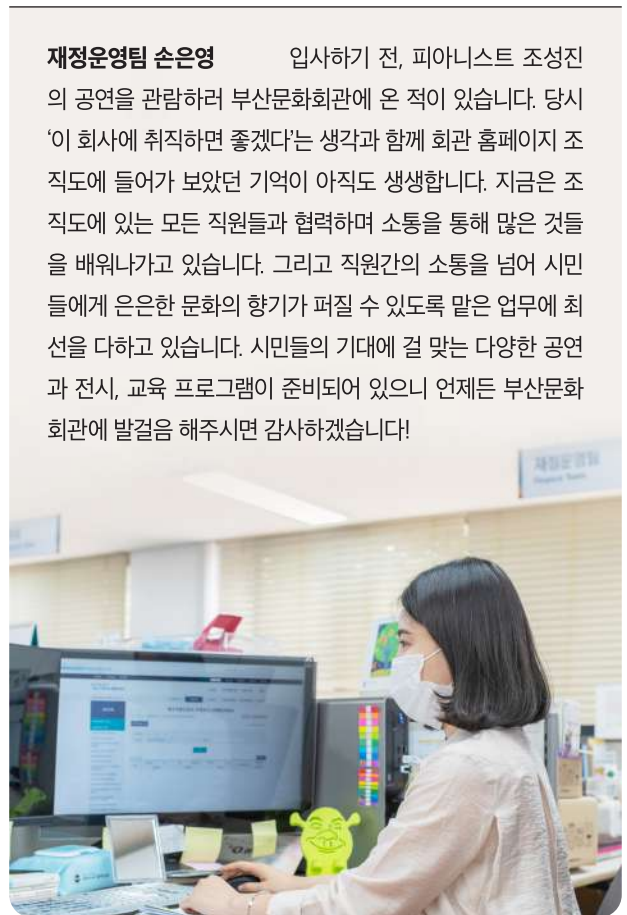 재정운영팀 손은영 입사하기 전, 피아니스트 조성진
의 공연을 관람하러 부산문화회관에 온 적이 있습니다. 당시
‘이 회사에 취직하면 좋겠다’는 생각과 함께 회관 홈페이지 조
직도에 들어가 보았던 기억이 아직도 생생합니다. 지금은 조
직도에 있는 모든 직원들과 협력하며 소통을 통해 많은 것들
을 배워나가고 있습니다. 그리고 직원간의 소통을 넘어 시민
들에게 은은한 문화의 향기가 퍼질 수 있도록 맡은 업무에 최
선을 다하고 있습니다. 시민들의 기대에 걸 맞는 다양한 공연
과 전시, 교육 프로그램이 준비되어 있으니 언제든 부산문화
회관에 발걸음 해주시면 감사하겠습니다!
재정운영팀